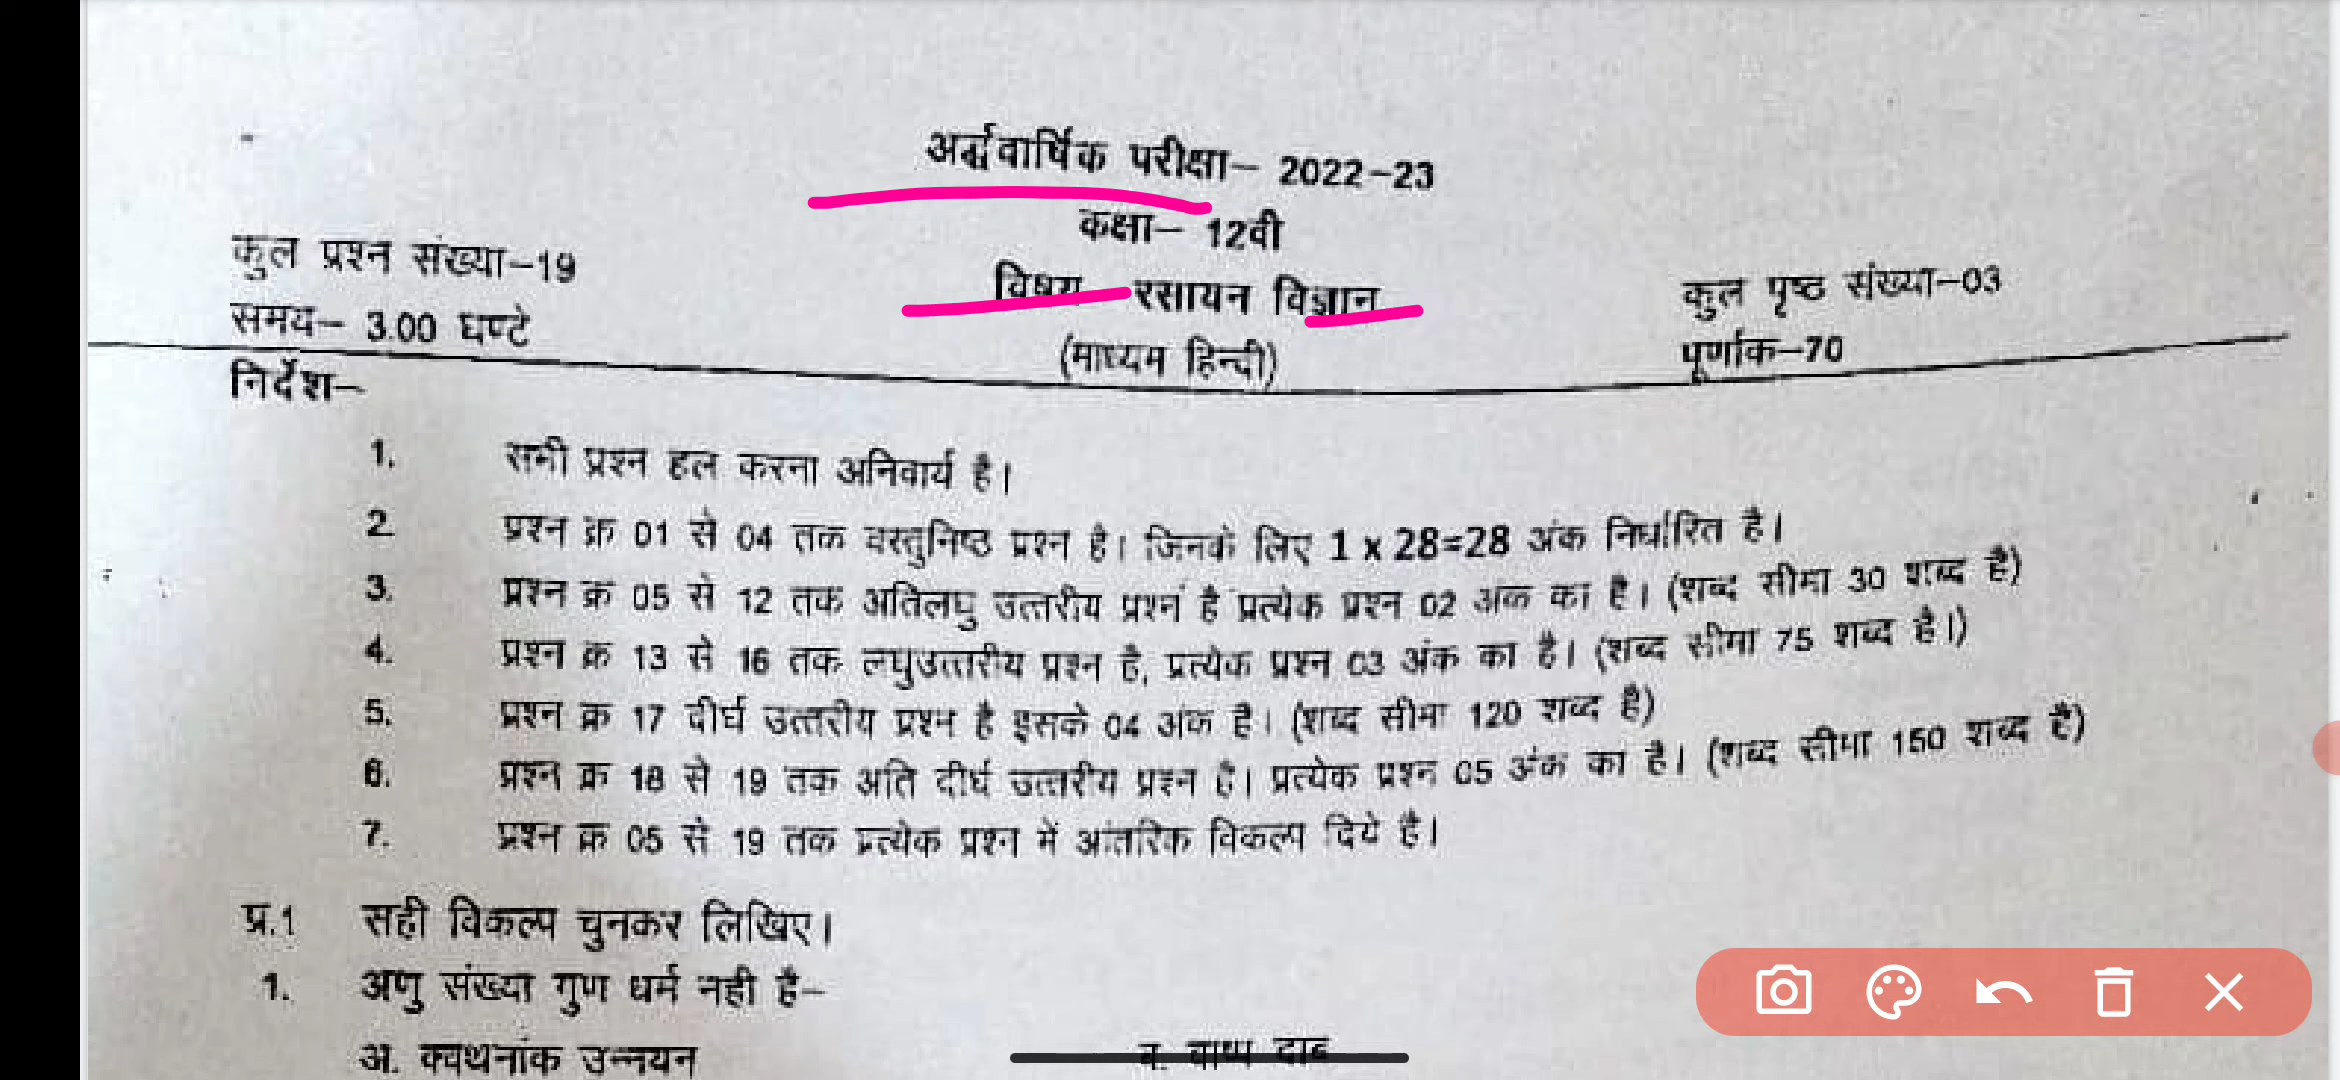 अर्द्धवार्षिक परीक्षा— 2022–23
कक्षा— 12वी
कुल प्रश्न संख्या–19
विषय रसायन विज्ञान
कुल पृष्ठ संख्या–03
समय— 3.00 घण्टे
(माध्यम हिन्दी)
पूर्णांक—70
निर्देश—
1. सभी प्रश्न हल करना अनिवार्य है।
2. प्रश्न क्र 01 से 04 तक वस्तुनिष्ठ प्रश्न है। जिनके लिए 1 x 28=28 अंक निर्धारित है।
3. प्रश्न क्र 05 से 12 तक अतिलघु उत्तरीय प्रश्न है प्रत्येक प्रश्न 02 अंक का है। (शब्द सीमा 30 शब्द है)
4. प्रश्न क्र 13 से 16 तक लघुउत्तरीय प्रश्न है, प्रत्येक प्रश्न 03 अंक का है। (शब्द सीमा 75 शब्द है।)
5. प्रश्न क्र 17 दीर्घ उत्तरीय प्रश्न है इसके 04 अंक है। (शब्द सीमा 120 शब्द है)
6. प्रश्न क्र 18 से 19 तक अति दीर्घ उत्तरीय प्रश्न है। प्रत्येक प्रश्न 05 अंक का है। (शब्द सीमा 150 शब्द है)
7. प्रश्न क्र 05 से 19 तक प्रत्येक प्रश्न में आंतरिक विकल्प दिये है।
प्र.1 सही विकल्प चुनकर लिखिए।
1. अणु संख्या गुण धर्म नही है—
अ. क्वथनांक उन्नयन ब. वाष्प दाब